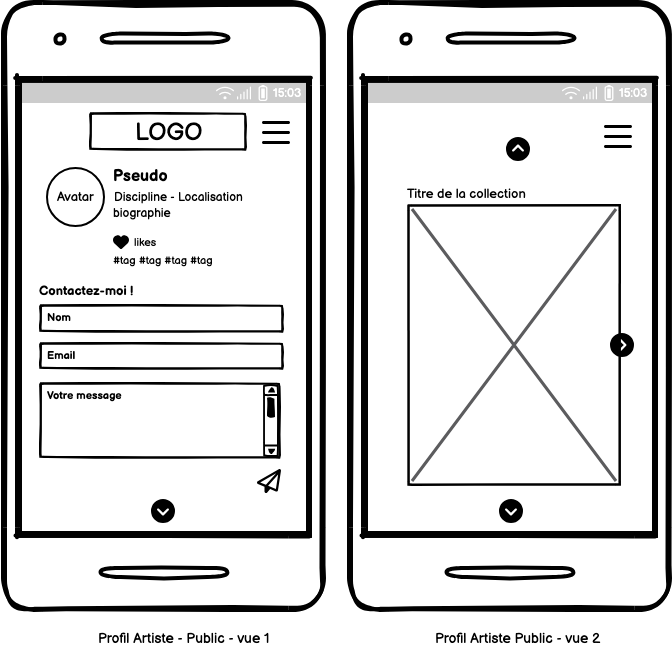 15:03
LOGO
Avatar
Pseudo
Discipline - Localisation
biographie
likes
#tag #tag #tag #tag
Contactez-moi !
Nom
Email
Votre message
Profil Artiste - Public - vue 1
15:03
Titre de la collection
Profil Artiste Public - vue 2